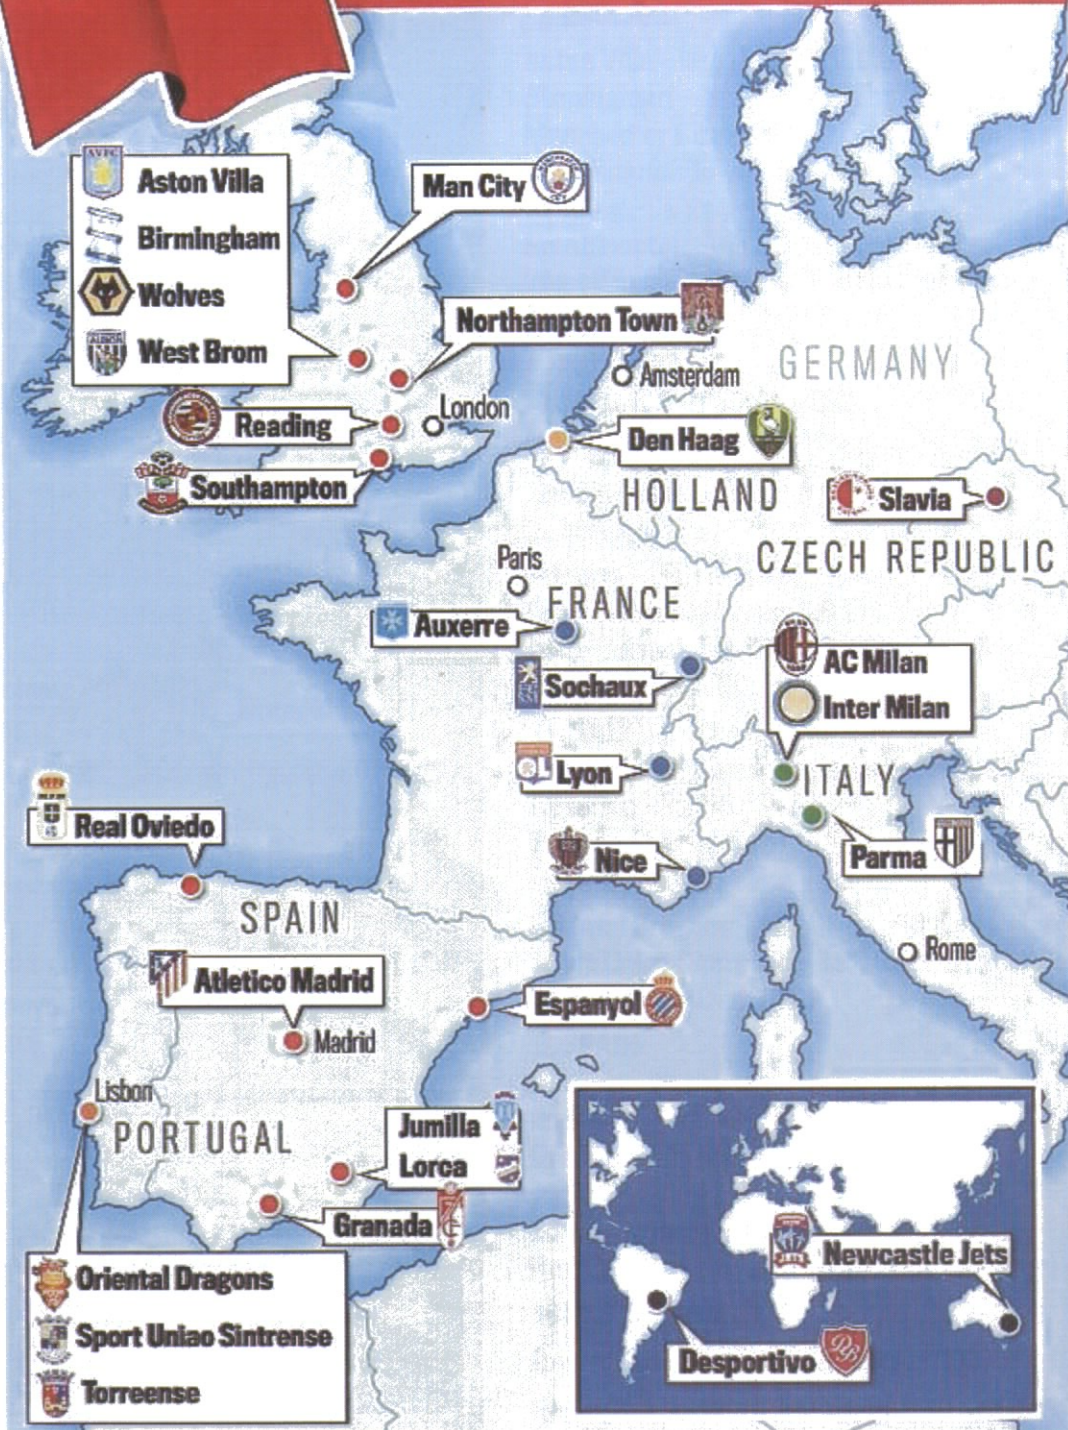 Aston Villa
Birmingham
Wolves
West Brom
Man City
Northampton Town
Reading
London
Southampton
Amsterdam
GERMANY
Den Haag
HOLLAND
Slavia
CZECH REPUBLIC
Paris
FRANCE
Auxerre
Sochaux
AC Milan
Inter Milan
Lyon
ITALY
Real Oviedo
Nice
Parma
SPAIN
Rome
Atletico Madrid
Espanyol
Madrid
Lisbon
PORTUGAL
Jumilla
Lorca
Granada
Oriental Dragons
Sport Uniao Sintrense
Torreense
Newcastle Jets
Desportivo